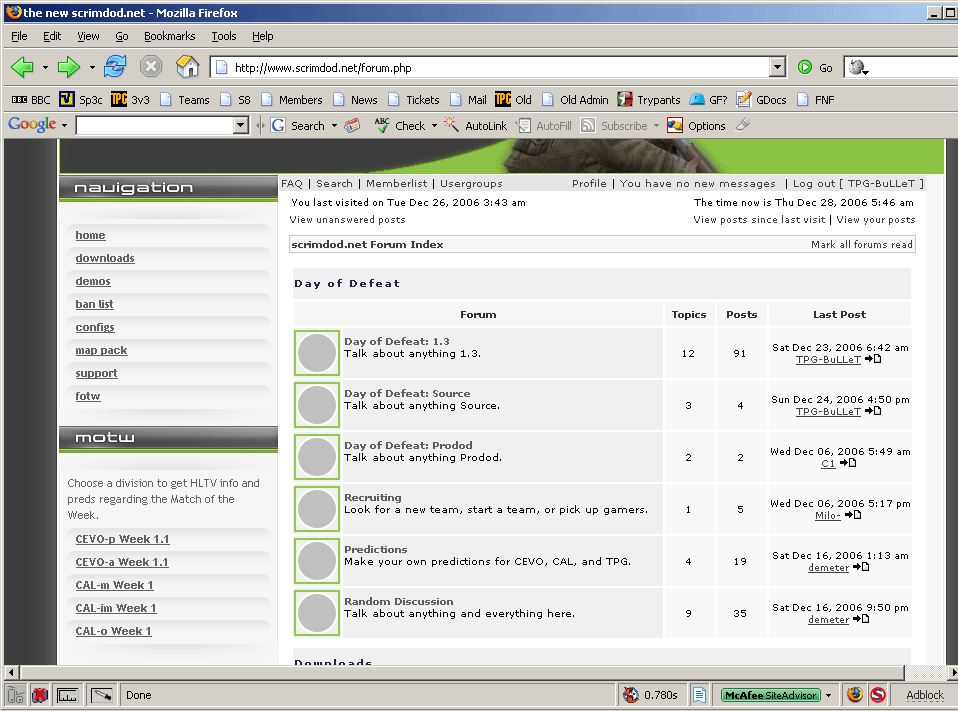 the new scrimdod.net - Mozilla Firefox
File Edit View Go Bookmarks Tools Help
http://www.scrimdod.net/forum.php Go
BBC BBC Sp3c TPG 3v3 Teams S8 Members News Tickets Mail TPG Old Old Admin Trypants GF? GDocs FNF
Google G Search ABC Check AutoLink AutoFill Subscribe Options
navigation
FAQ | Search | Memberlist | Usergroups Profile | You have no new messages | Log out [ TPG-BuLLeT ]
You last visited on Tue Dec 26, 2006 3:43 am The time now is Thu Dec 28, 2006 5:46 am
View unanswered posts View posts since last visit | View your posts
scrimdod.net Forum Index Mark all forums read
home
downloads
demos
ban list
configs
map pack
support
fotw
motw
Choose a division to get HLTV info and
preds regarding the Match of the
Week.
CEVO-p Week 1.1
CEVO-a Week 1.1
CAL-m Week 1
CAL-im Week 1
CAL-o Week 1
Day of Defeat
Forum Topics Posts Last Post
Day of Defeat: 1.3
Talk about anything 1.3.
12 91 Sat Dec 23, 2006 6:42 am
TPG-BuLLeT
Day of Defeat: Source
Talk about anything Source.
3 4 Sun Dec 24, 2006 4:50 pm
TPG-BuLLeT
Day of Defeat: Prodod
Talk about anything Prodod.
2 2 Wed Dec 06, 2006 5:49 am
C1
Recruiting
Look for a new team, start a team, or pick up gamers.
1 5 Wed Dec 06, 2006 5:17 pm
Milo-
Predictions
Make your own predictions for CEVO, CAL, and TPG.
4 19 Sat Dec 16, 2006 1:13 am
demeter
Random Discussion
Talk about anything and everything here.
9 35 Sat Dec 16, 2006 9:50 pm
demeter
Downloads
Done 0.780s McAfee SiteAdvisor Adblock